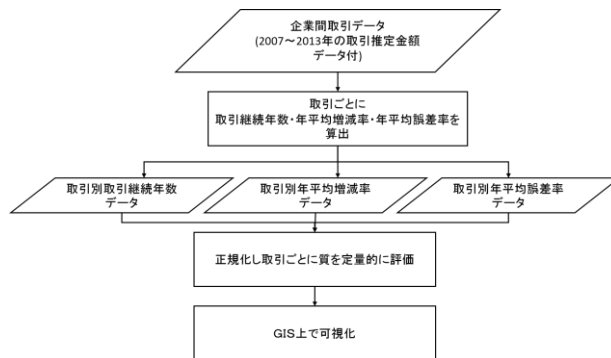 企業間取引データ
(2007～2013年の取引推定金額
データ付)
取引ごとに
取引継続年数・年平均増減率・年平均誤差率を
算出
取引別取引継続年数
データ
取引別年平均増減率
データ
取引別年平均誤差率
データ
正規化し取引ごとに質を定量的に評価
GIS上で可視化